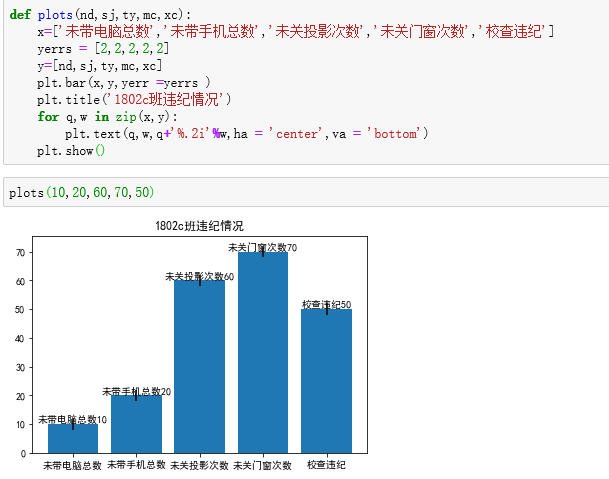 def plots(nd,sj,ty,mc,xc):
x=['未带电脑总数','未带手机总数','未关投影次数','未关门窗次数','校查违纪']
yerrs = [2,2,2,2,2]
y=[nd,sj,ty,mc,xc]
plt.bar(x,y,yerr =yerrs )
plt.title('1802c班违纪情况')
for q,w in zip(x,y):
plt.text(q,w,q+'%.2i'%w,ha = 'center',va = 'bottom')
plt.show()
plots(10,20,60,70,50)
1802c班违纪情况
未关门窗次数70
70
未关投影次数60
60
校查违纪50
50
40
30
未带手机总数20
20
未带电脑总数10
10
0
未带电脑总数 未带手机总数 未关投影次数 未关门窗次数 校查违纪